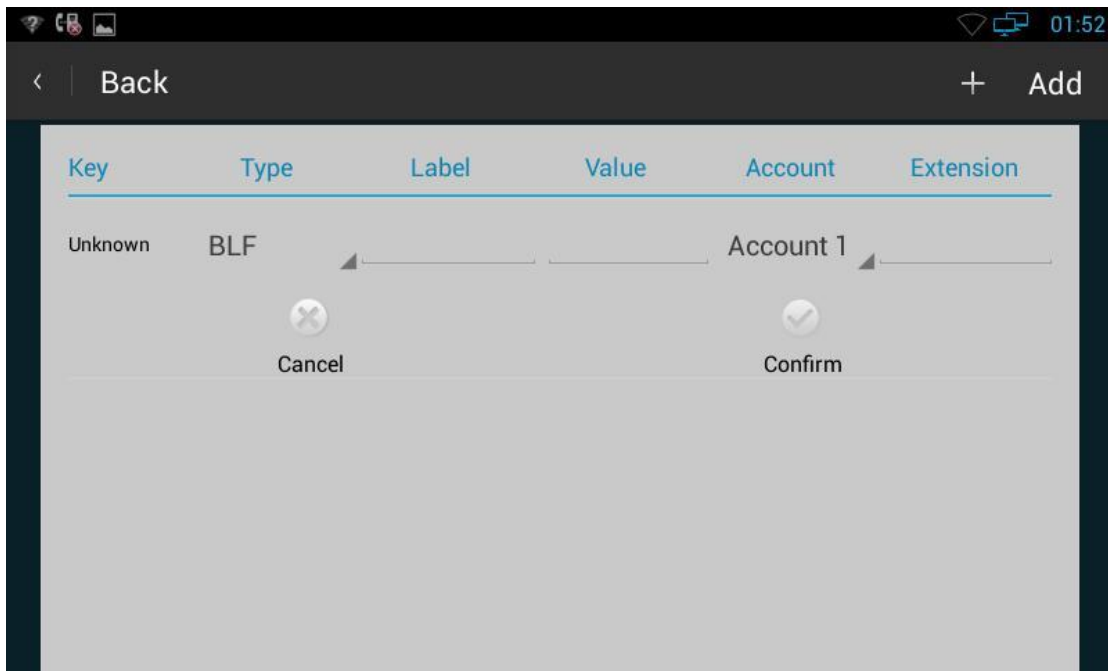 01:52
Back + Add
Key Type Label Value Account Extension
Unknown BLF Account 1
Cancel Confirm